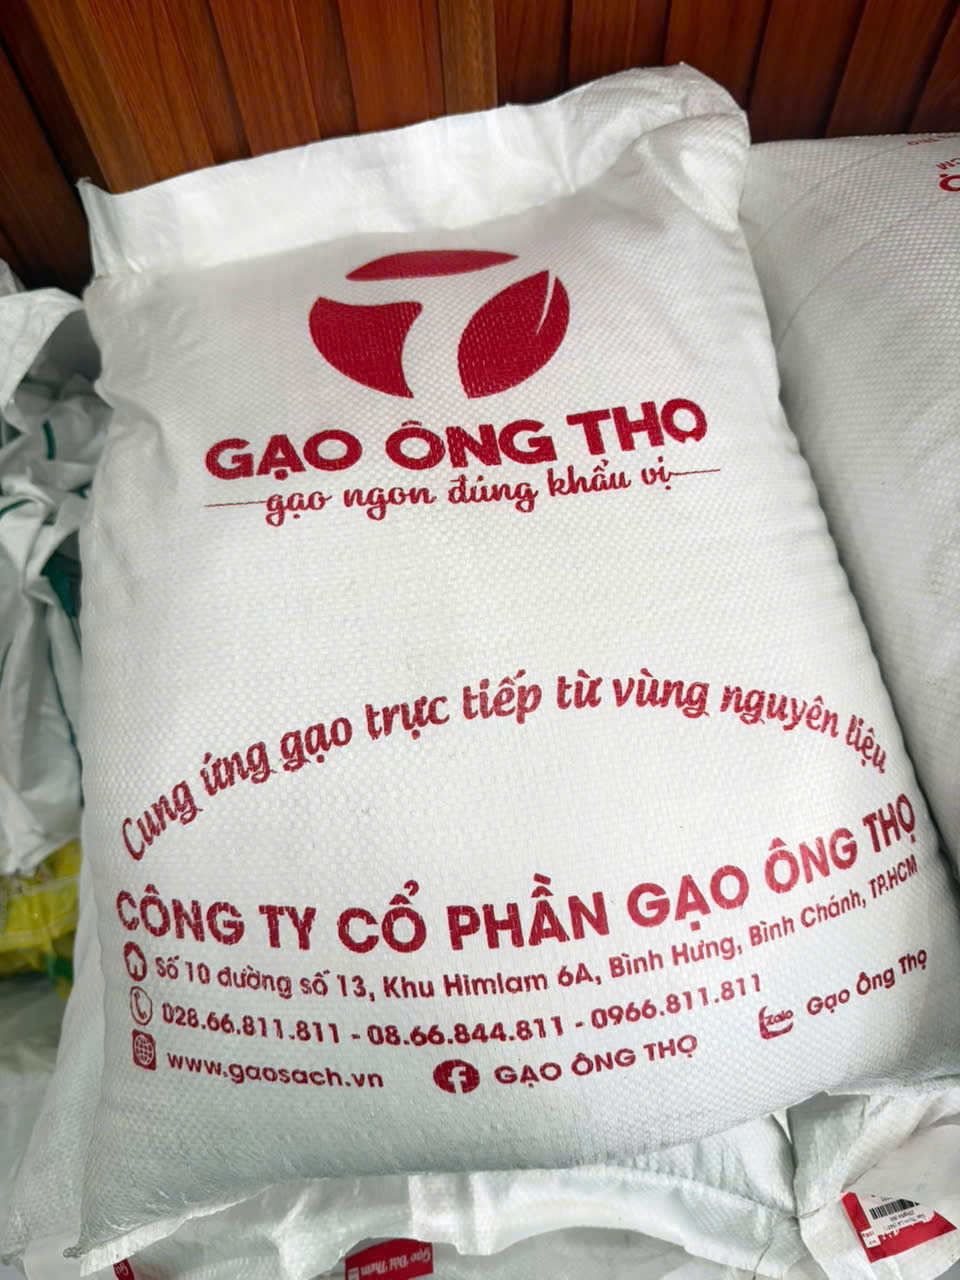 GẠO ÔNG THỌ
gạo ngon đúng khẩu vị
Cung ứng gạo trực tiếp từ vùng nguyên liệu
CÔNG TY CỔ PHẦN GẠO ÔNG THỌ
Số 10 đường số 13, Khu Himlam 6A, Bình Hưng, Bình Chánh, TP.HCM
028.66.811.811 - 08.66.844.811 - 0966.811.811
www.gaosach.vn
GẠO ÔNG THỌ
Zalo
Gạo Ông Thọ